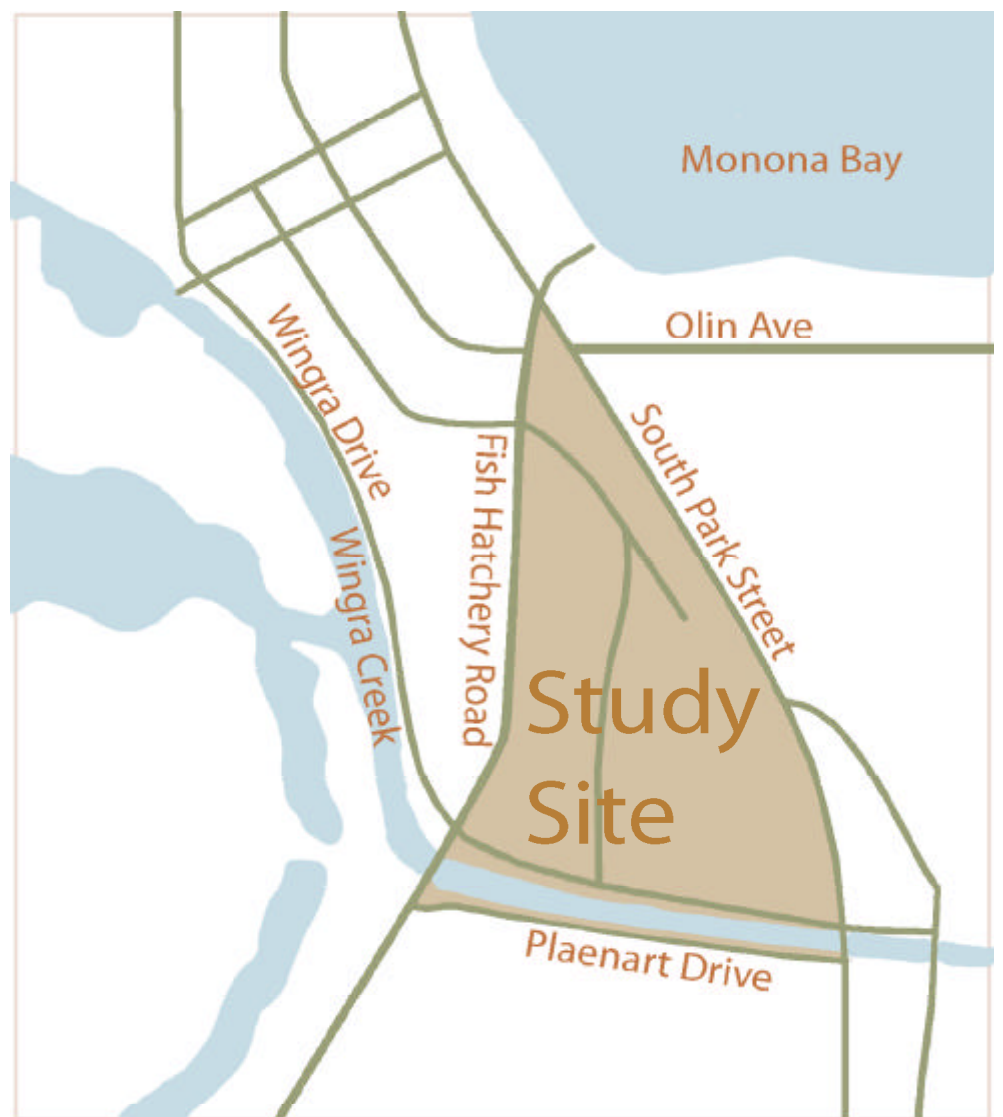 Monona Bay
Olin Ave
Wingra Drive
South Park Street
Fish Hatchery Road
Wingra Creek
Study
Site
Plaenart Drive